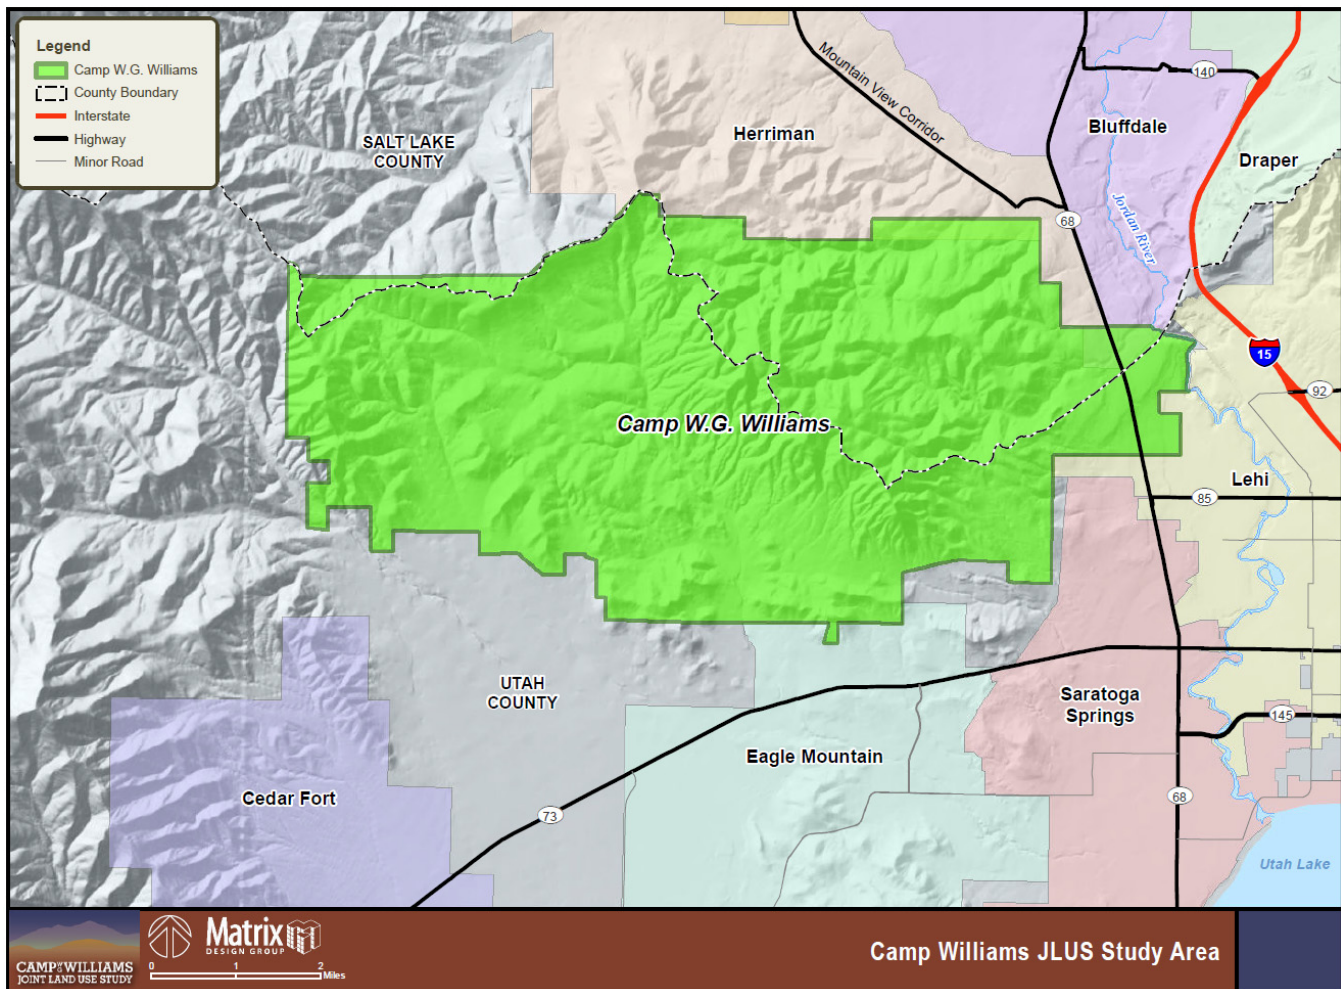 Legend
Camp W.G. Williams
County Boundary
Interstate
Highway
Minor Road
SALT LAKE
COUNTY
Herriman
Mountain View Corridor
Bluffdale
Draper
140
68
Jordan River
15
92
Camp W.G. Williams
Lehi
85
UTAH
COUNTY
Saratoga
Springs
145
Eagle Mountain
Cedar Fort
73
68
Utah Lake
CAMP W.G. WILLIAMS
JOINT LAND USE STUDY
Matrix
DESIGN GROUP
0 1 2
Miles
Camp Williams JLUS Study Area